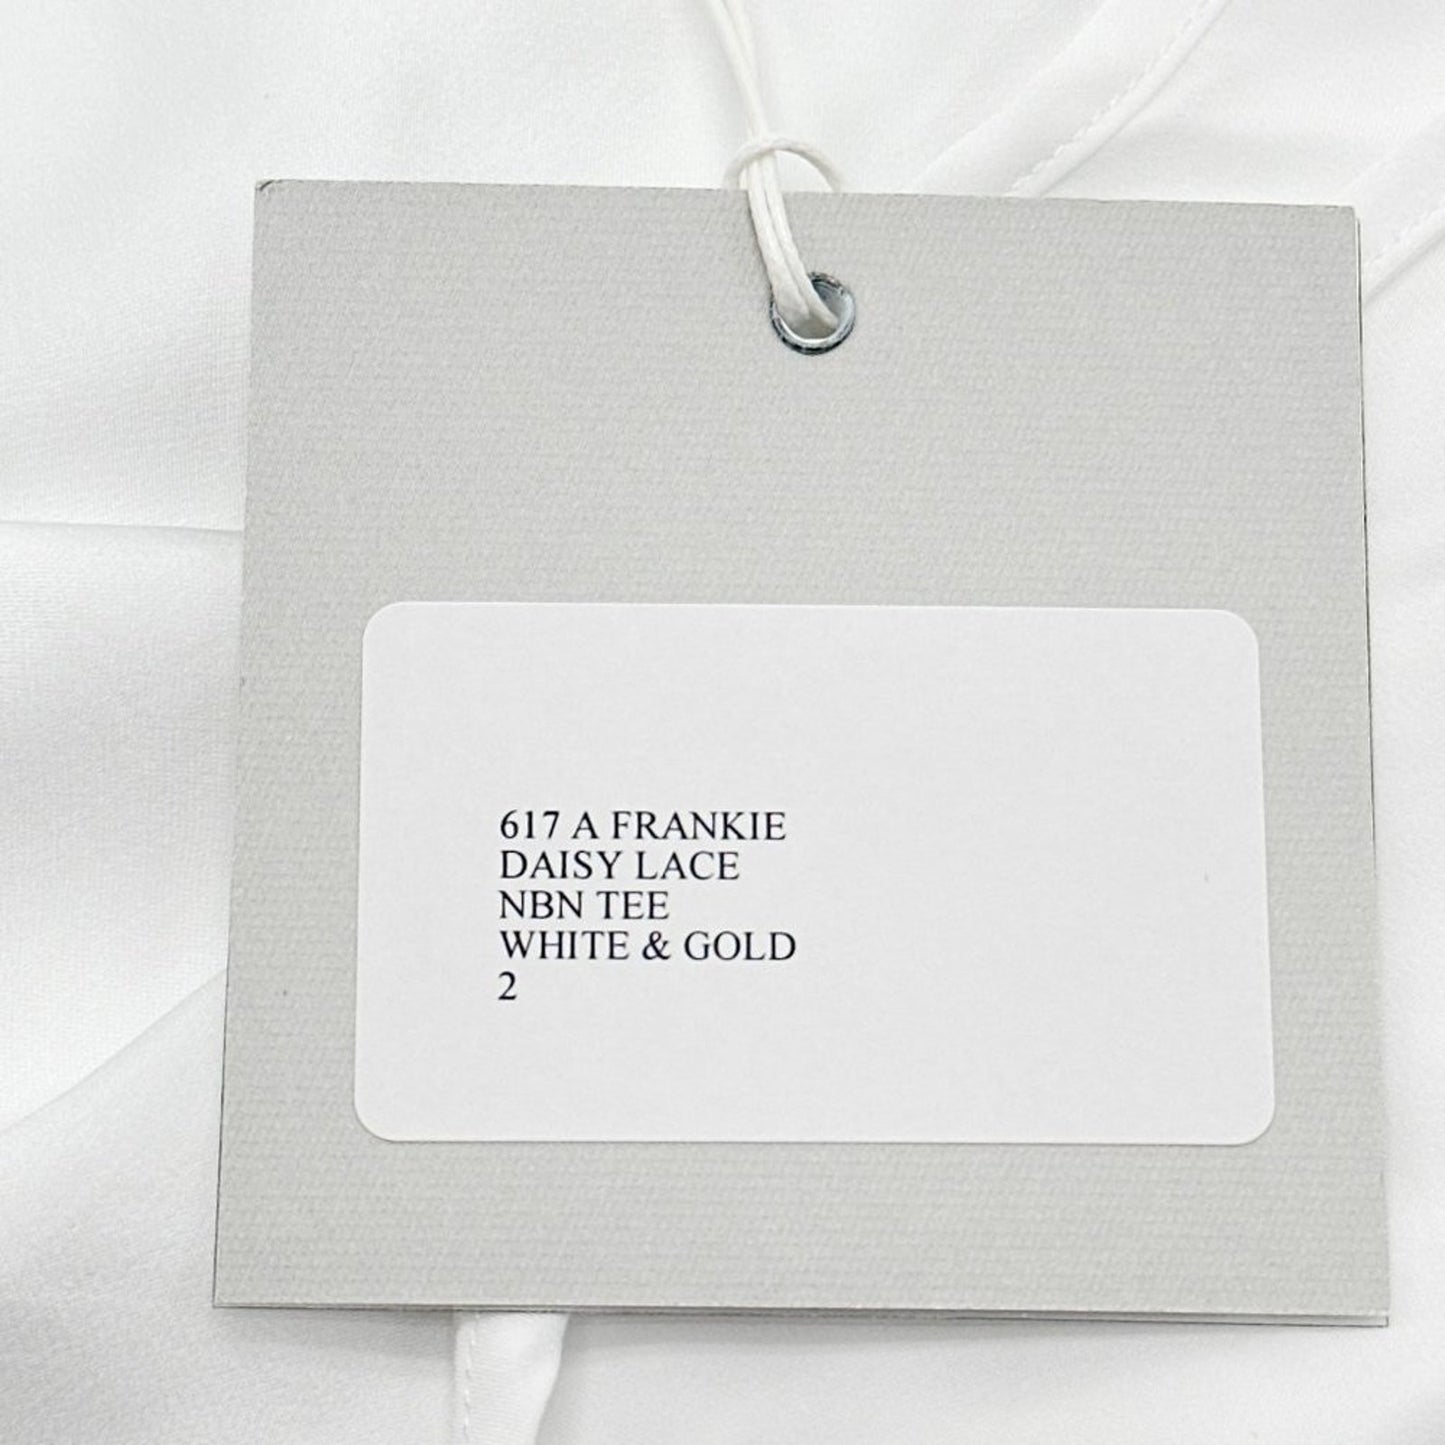 617 A FRANKIE
DAISY LACE
NBN TEE
WHITE & GOLD
2